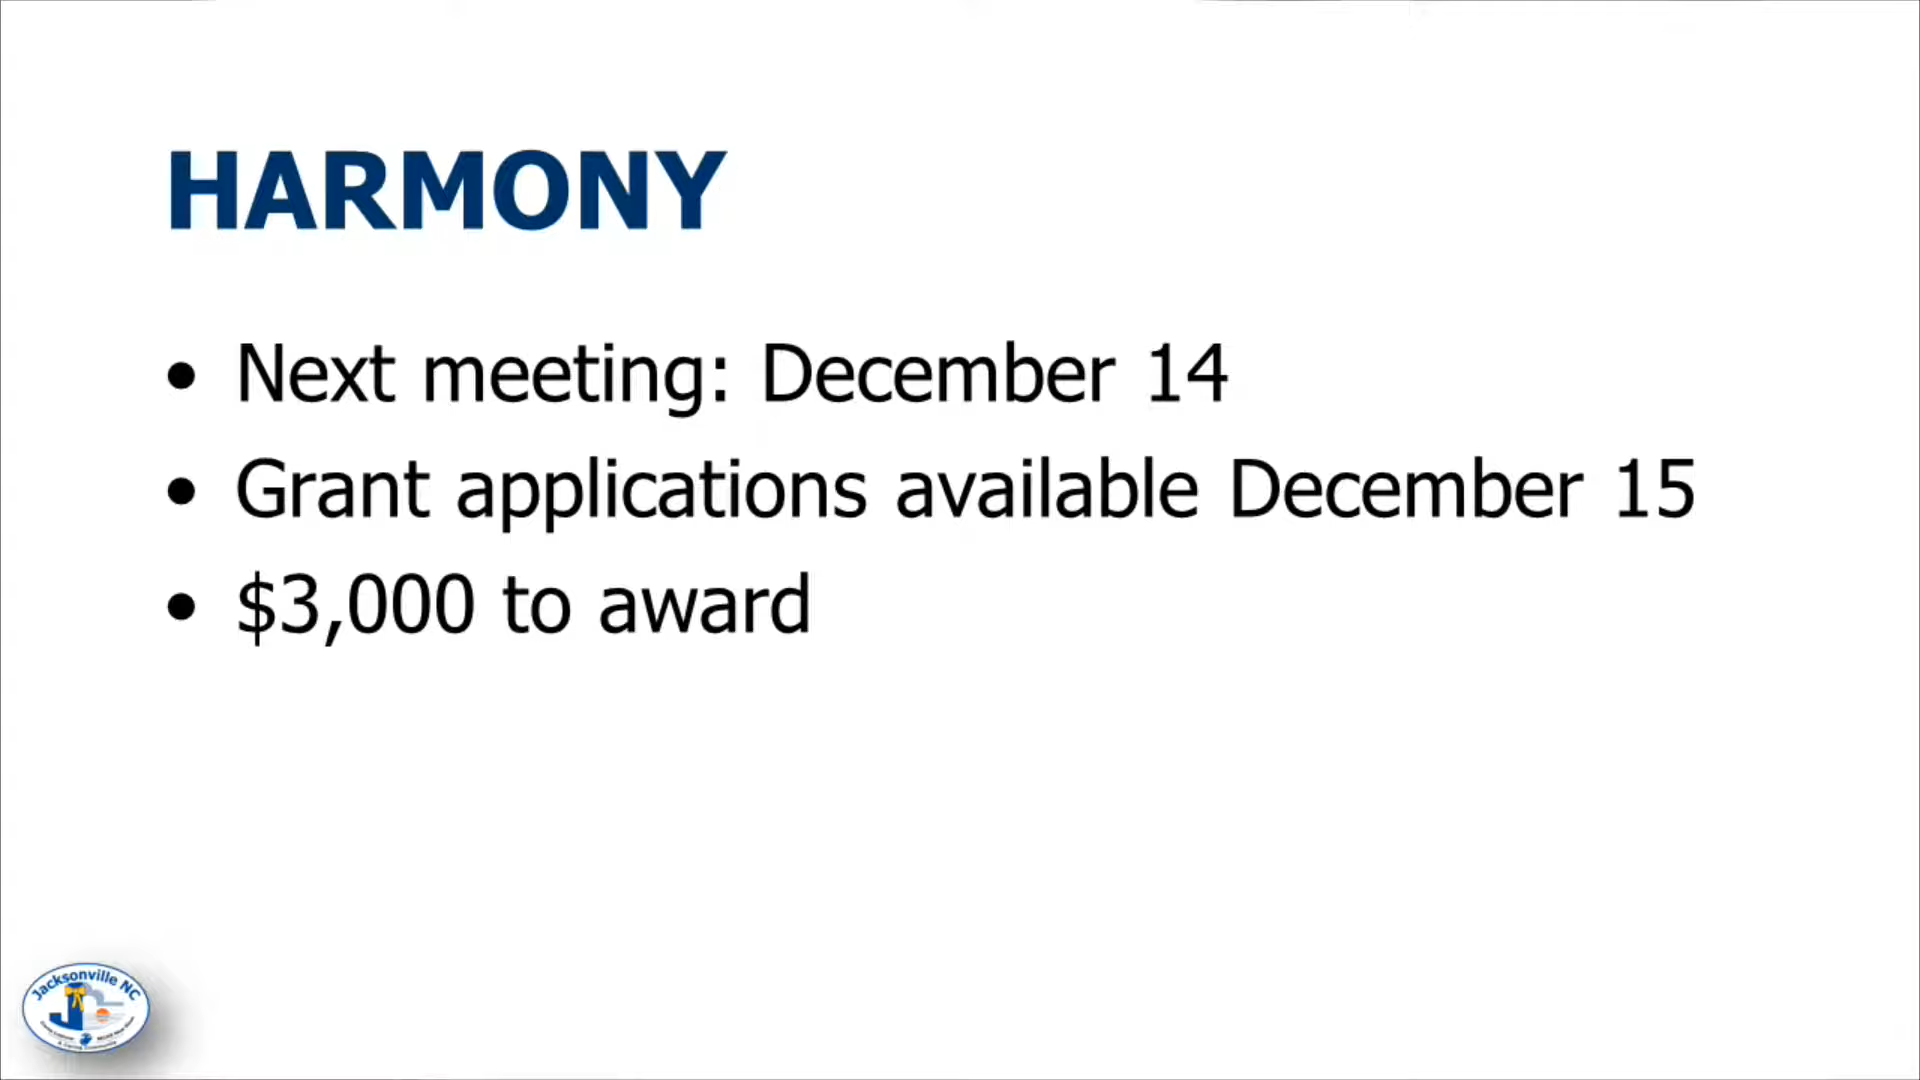 HARMONY
• Next meeting: December 14
• Grant applications available December 15
• $3,000 to award
Jacksonville NC